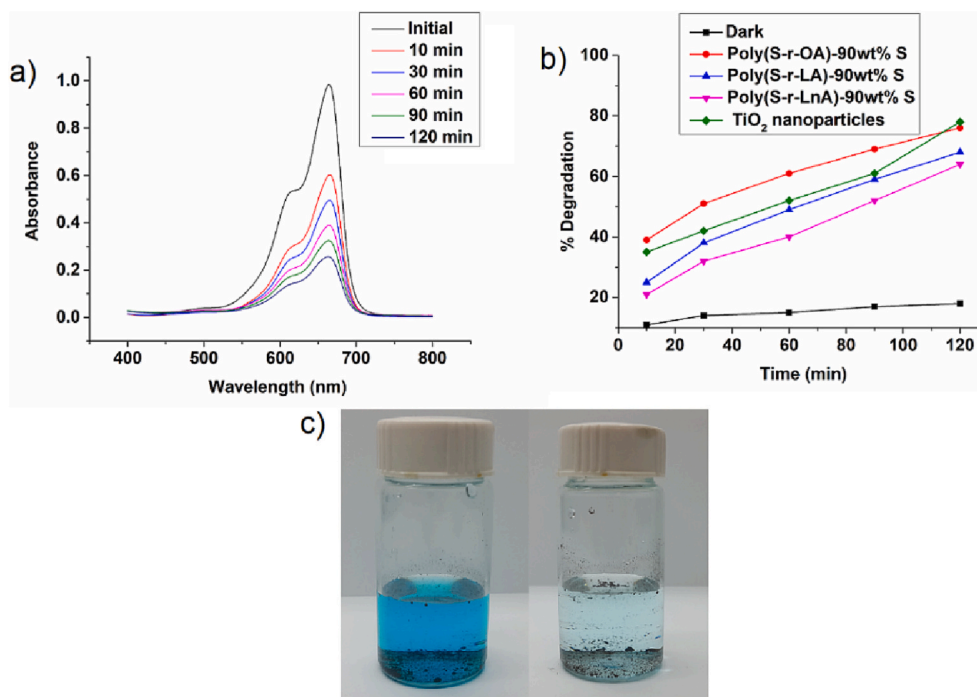 a)
Initial
10 min
30 min
60 min
90 min
120 min
1.0
0.8
0.6
0.4
0.2
0.0
Absorbance
400
500
600
700
800
Wavelength (nm)
b)
Dark
Poly(S-r-OA)-90wt% S
Poly(S-r-LA)-90wt% S
Poly(S-r-LnA)-90wt% S
TiO₂ nanoparticles
100
80
60
40
20
% Degradation
0
20
40
60
80
100
120
Time (min)
c)